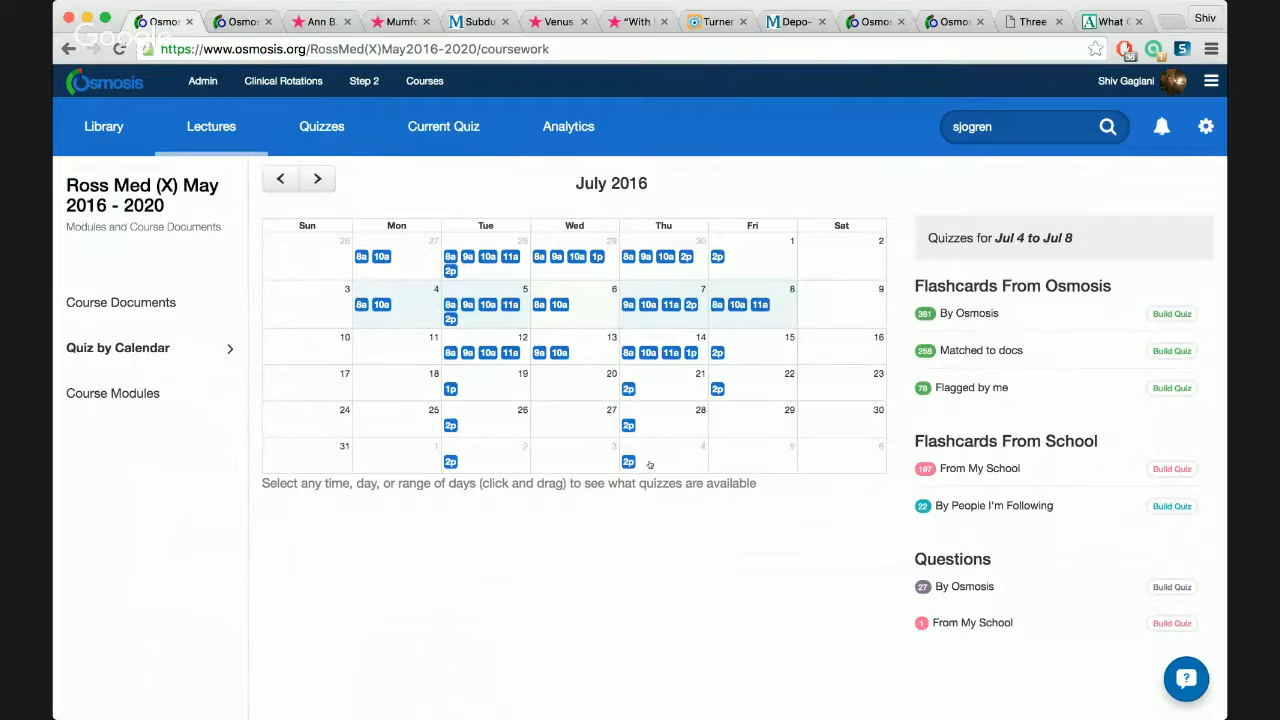 Osmos
Osmos
Ann B.
Mumfo
Subdu
Venus
"With
Turner
Depo-
Osmo
Osmo
Three
What C
Shiv
Google
https://www.osmosis.org/RossMed(X)May2016-2020/coursework
36
1
Osmosis
Admin
Clinical Rotations
Step 2
Courses
Shiv Gaglani
Library
Lectures
Quizzes
Current Quiz
Analytics
sjogren
Ross Med (X) May
2016 - 2020
Modules and Course Documents
Course Documents
Quiz by Calendar
Course Modules
July 2016
Sun Mon Tue Wed Thu Fri Sat
26 27 28 29 30 1 2
8a 10a 8a 9a 10a 11a 8a 9a 10a 1p 8a 9a 10a 2p 2p
2p
3 4 5 6 7 8 9
8a 10a 8a 9a 10a 11a 8a 10a 9a 10a 11a 2p 8a 10a 11a
2p
10 11 12 13 14 15 16
8a 9a 10a 11a 9a 10a 8a 10a 11a 1p 2p
17 18 19 20 21 22 23
1p 2p 2p
24 25 26 27 28 29 30
2p 2p
31 1 2 3 4 5 6
2p 2p
Select any time, day, or range of days (click and drag) to see what quizzes are available
Quizzes for Jul 4 to Jul 8
Flashcards From Osmosis
381 By Osmosis Build Quiz
258 Matched to docs Build Quiz
78 Flagged by me Build Quiz
Flashcards From School
197 From My School Build Quiz
22 By People I'm Following Build Quiz
Questions
27 By Osmosis Build Quiz
1 From My School Build Quiz